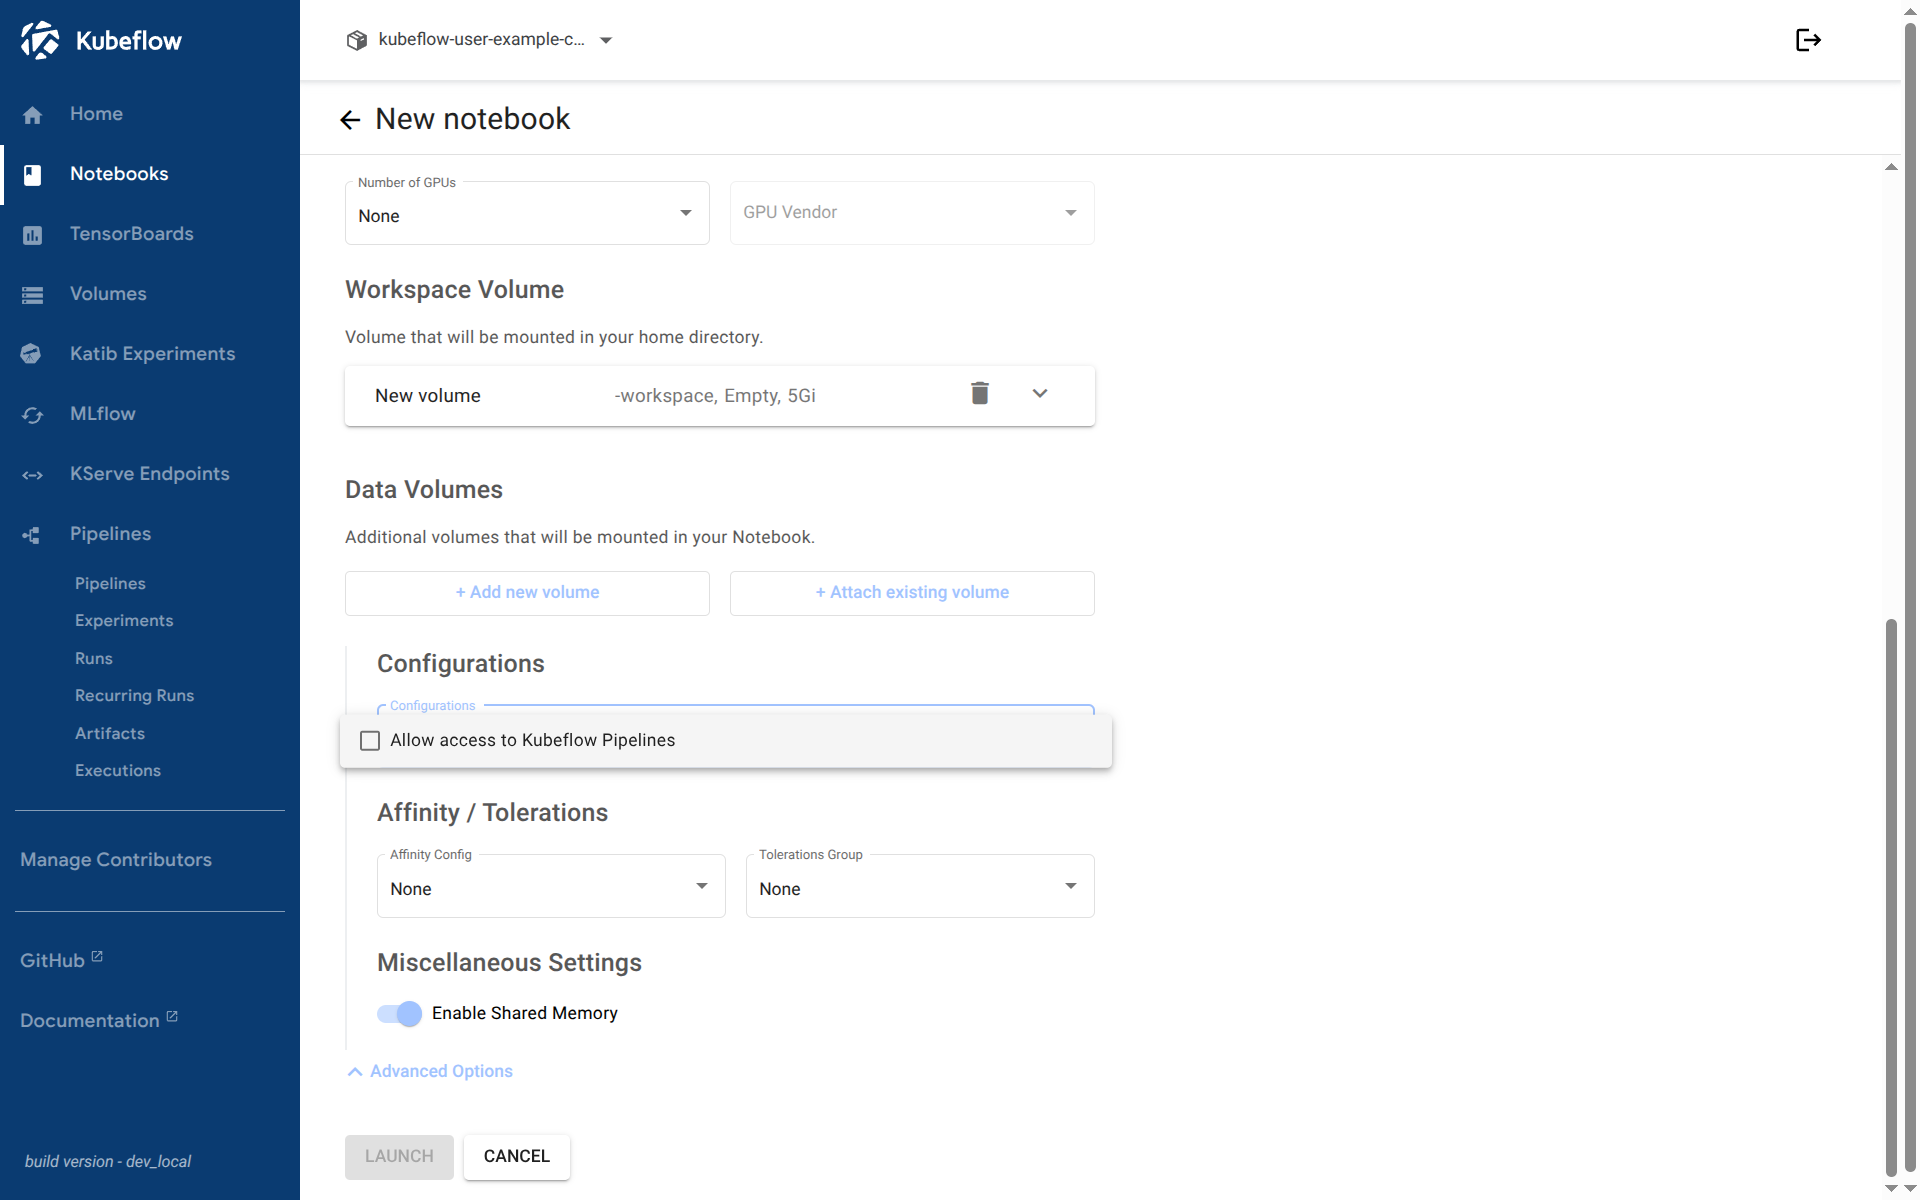 Kubeflow
Home
Notebooks
TensorBoards
Volumes
Katib Experiments
MLflow
KServe Endpoints
Pipelines
Pipelines
Experiments
Runs
Recurring Runs
Artifacts
Executions
Manage Contributors
GitHub
Documentation
build version - dev_local
kubeflow-user-example-c...
New notebook
Number of GPUs
None
GPU Vendor
Workspace Volume
Volume that will be mounted in your home directory.
New volume -workspace, Empty, 5Gi
Data Volumes
Additional volumes that will be mounted in your Notebook.
+ Add new volume + Attach existing volume
Configurations
Configurations
Allow access to Kubeflow Pipelines
Affinity / Tolerations
Affinity Config
None
Tolerations Group
None
Miscellaneous Settings
Enable Shared Memory
Advanced Options
LAUNCH CANCEL